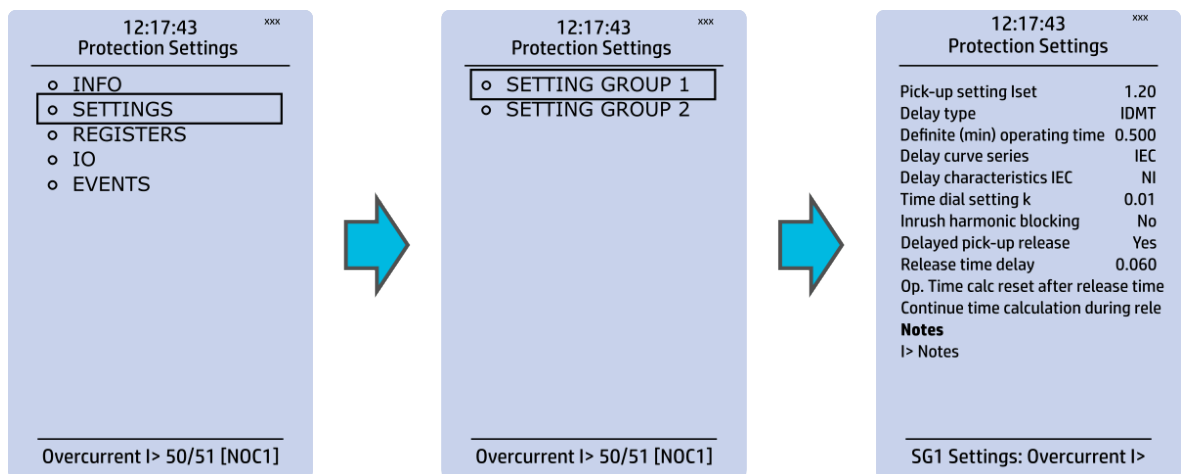 12:17:43 xxx
Protection Settings
INFO
SETTINGS
REGISTERS
IO
EVENTS
Overcurrent I> 50/51 [NOC1]
12:17:43 xxx
Protection Settings
SETTING GROUP 1
SETTING GROUP 2
Overcurrent I> 50/51 [NOC1]
12:17:43 xxx
Protection Settings
Pick-up setting Iset 1.20
Delay type IDMT
Definite (min) operating time 0.500
Delay curve series IEC
Delay characteristics IEC NI
Time dial setting k 0.01
Inrush harmonic blocking No
Delayed pick-up release Yes
Release time delay 0.060
Op. Time calc reset after release time
Continue time calculation during rele
Notes
I> Notes
SG1 Settings: Overcurrent I>